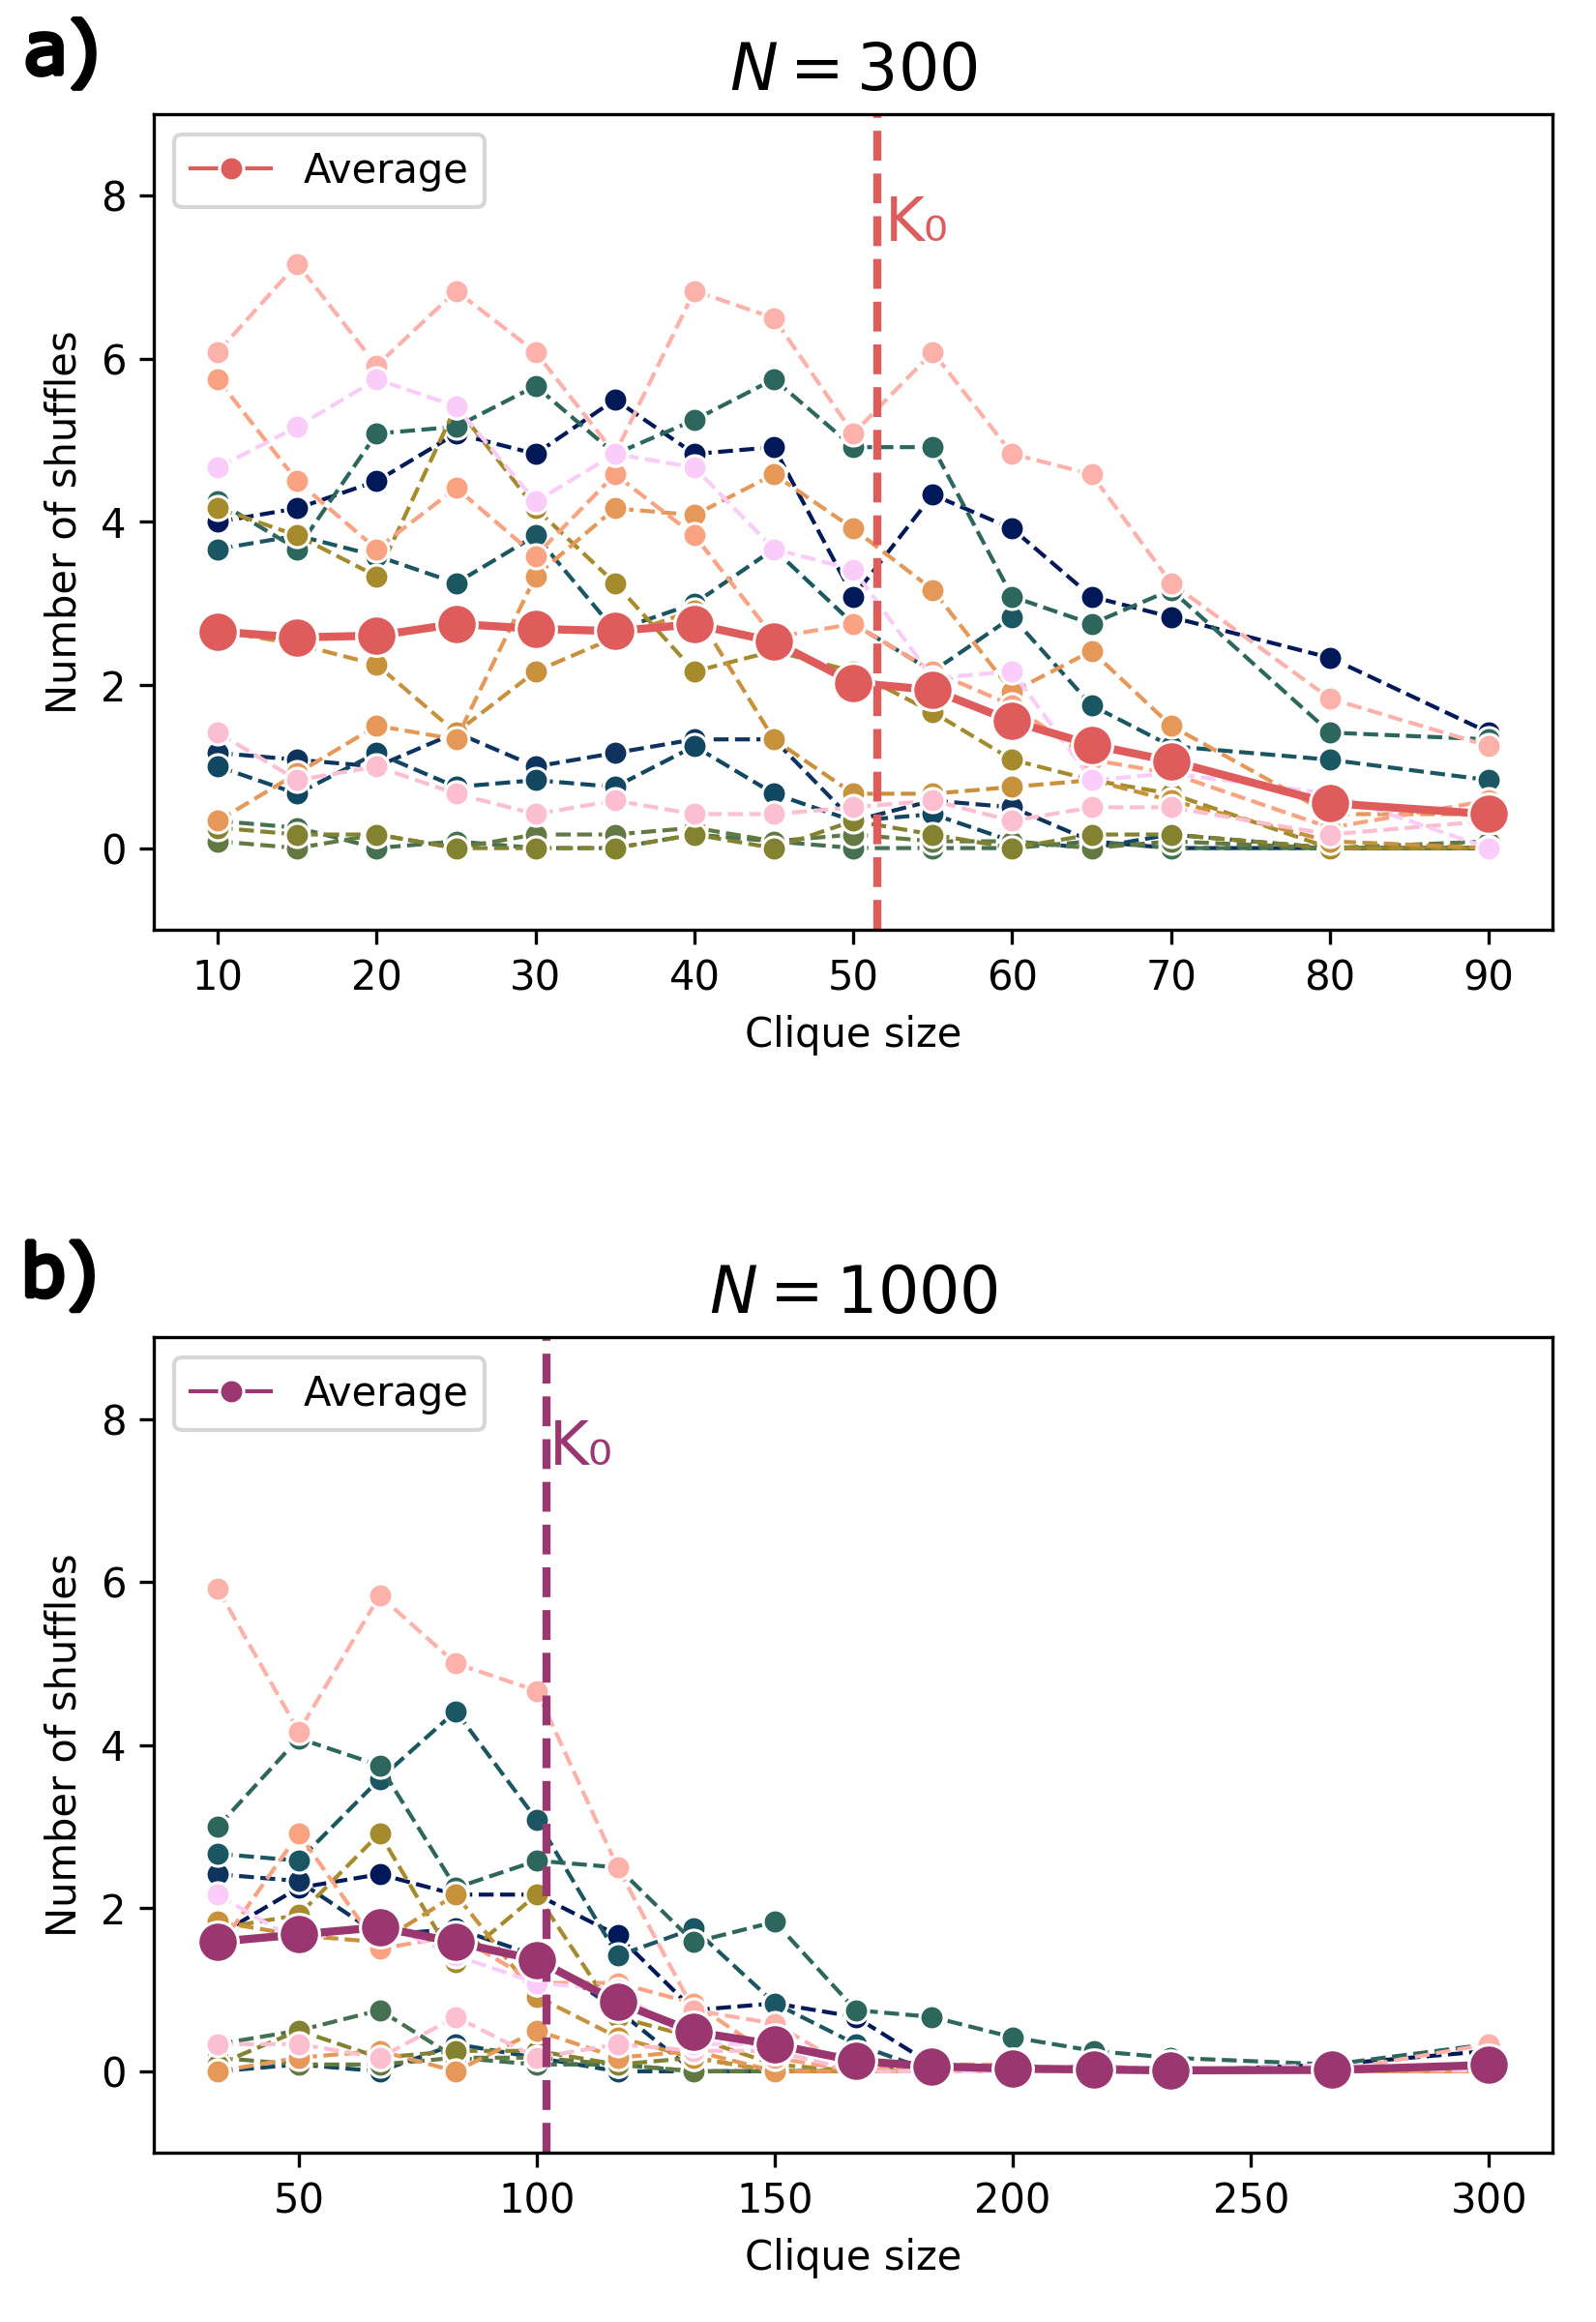 a)
N = 300
Average
K₀
8
6
4
2
0
Number of shuffles
10 20 30 40 50 60 70 80 90
Clique size
b)
N = 1000
Average
K₀
8
6
4
2
0
Number of shuffles
50 100 150 200 250 300
Clique size